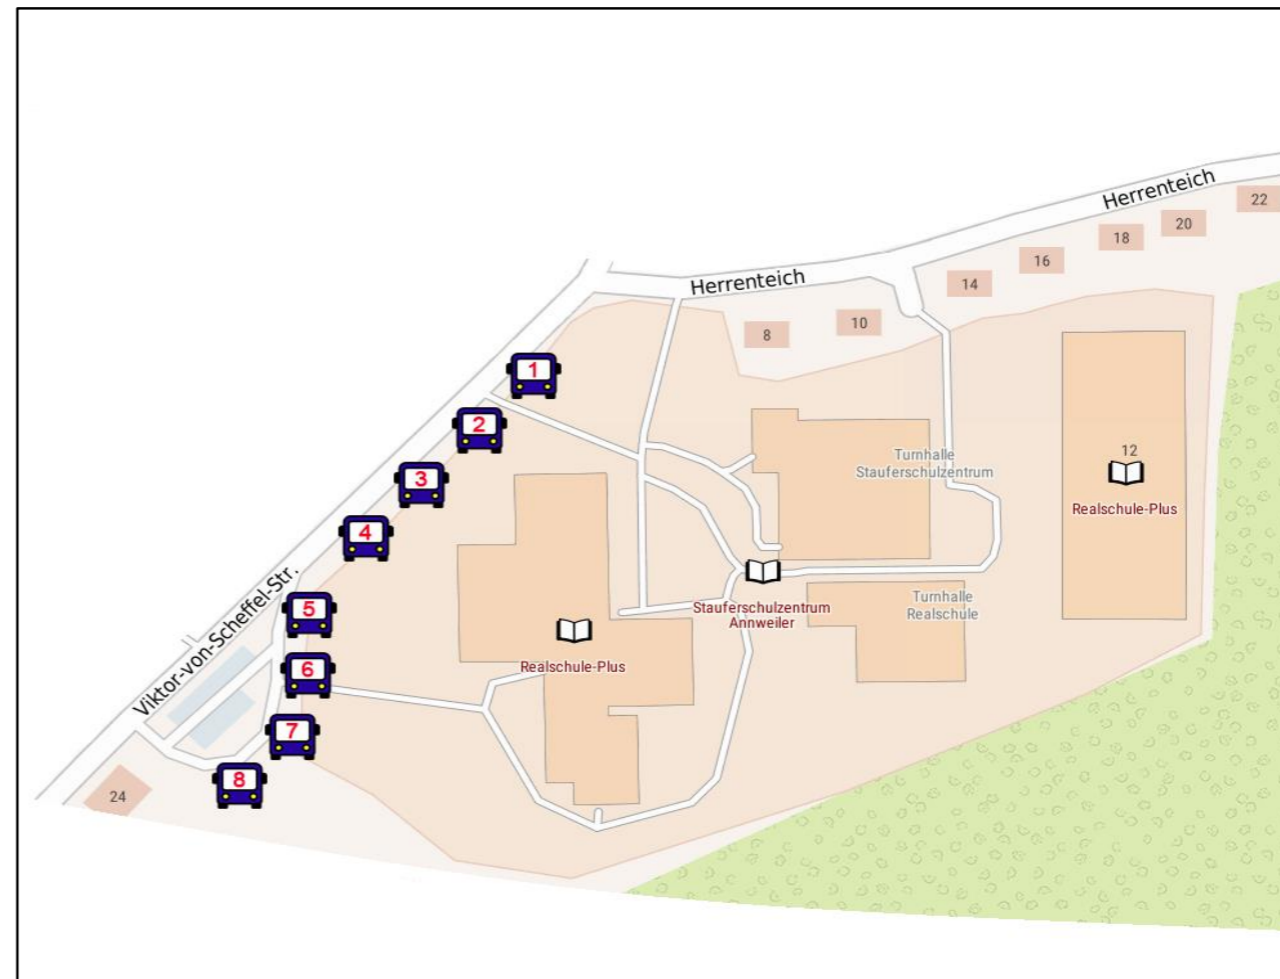 Herrenteich
22
20
18
16
14
Herrenteich
10
8
1
2
3
4
12
Turnhalle
Stauferschulzentrum
Realschule-Plus
Viktor-von-Scheffel-Str.
5
6
7
8
Stauferschulzentrum
Annweiler
Turnhalle
Realschule
Realschule-Plus
24